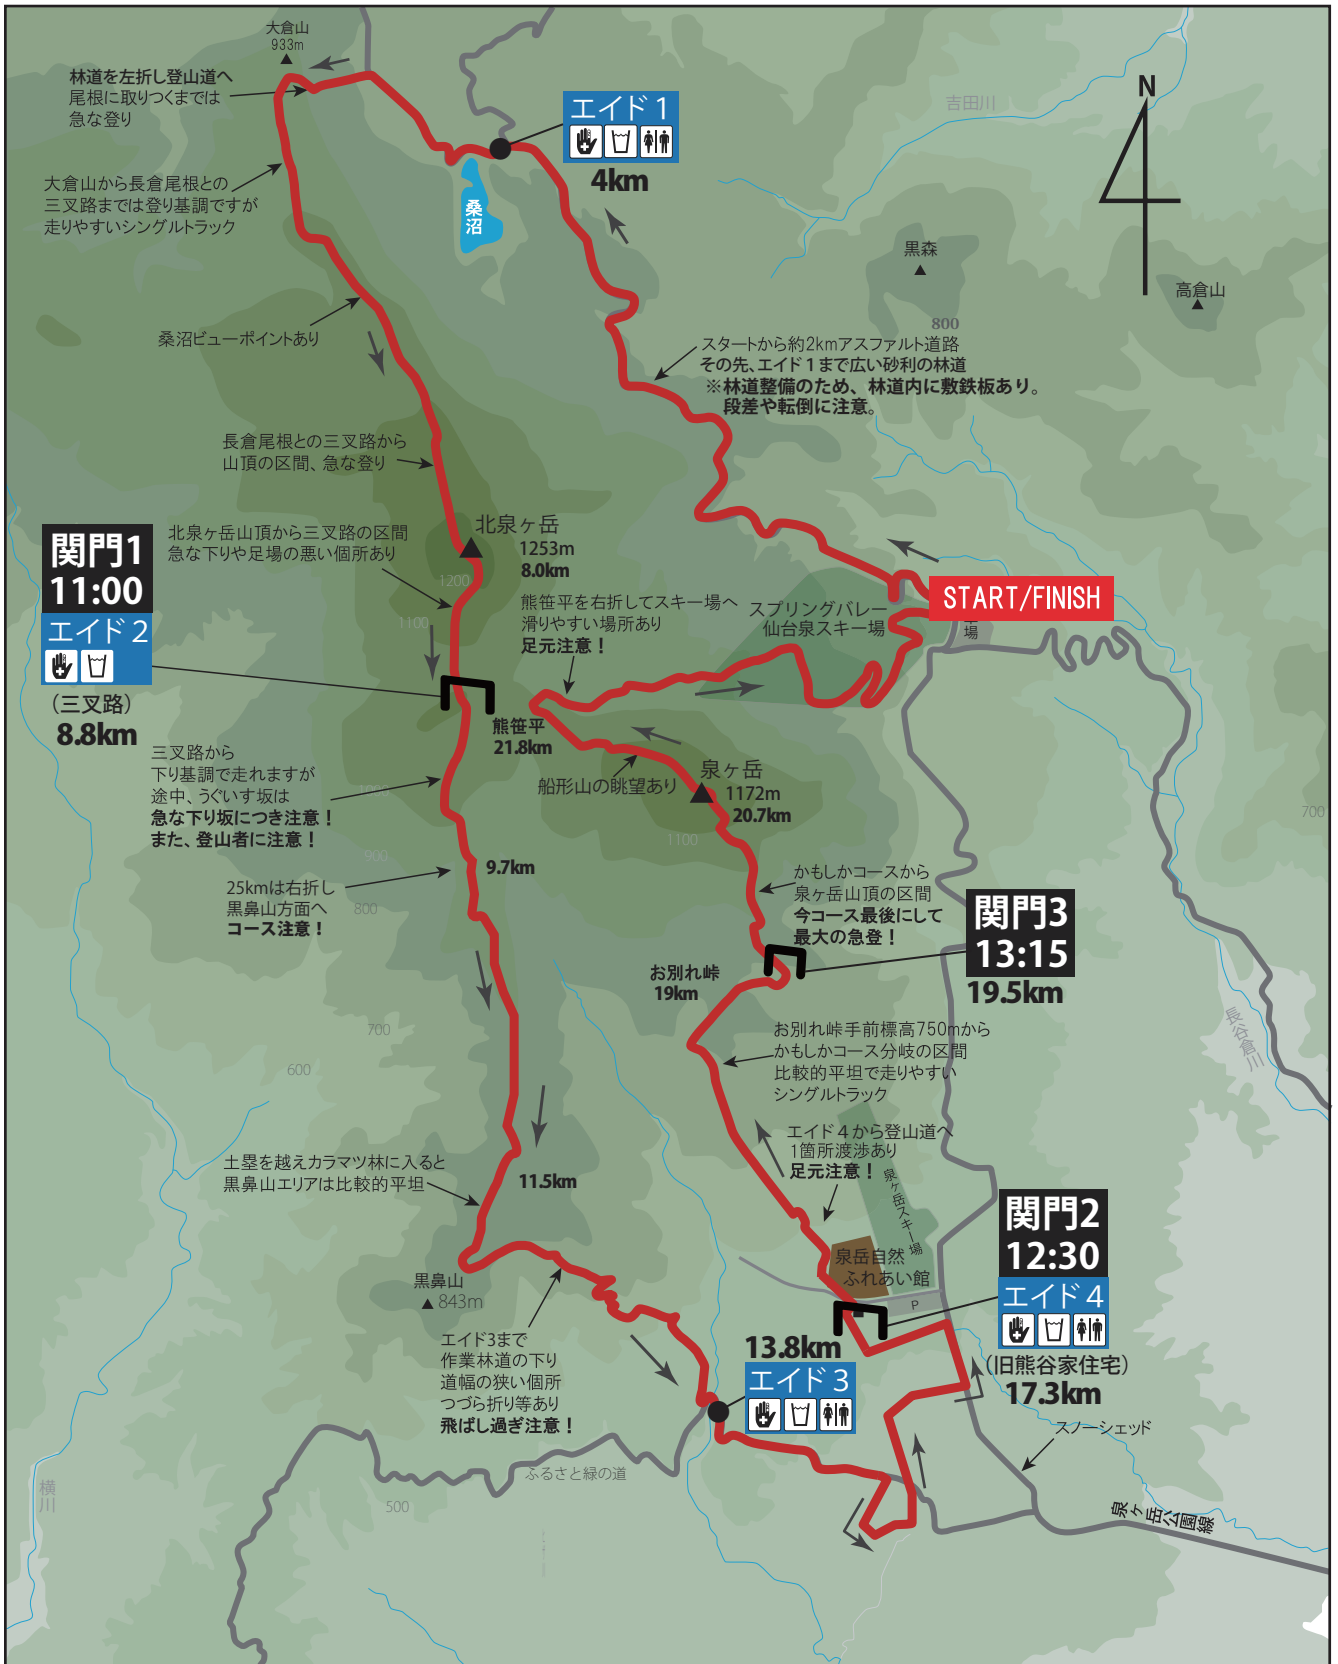 大倉山
933m
林道を左折し登山道へ
尾根に取りつくまでは
急な登り
エイド1
4km
N
吉田川
大倉山から長倉尾根との
三叉路までは登り基調ですが
走りやすいシングルトラック
桑沼
黒森
高倉山
800
桑沼ビューポイントあり
スタートから約2kmアスファルト道路
その先、エイド1まで広い砂利の林道
※林道整備のため、林道内に敷鉄板あり。
段差や転倒に注意。
長倉尾根との三叉路から
山頂の区間、急な登り
関門1
11:00
エイド2
(三叉路)
8.8km
北泉ヶ岳山頂から三叉路の区間
急な下りや足場の悪い個所あり
北泉ヶ岳
1253m
8.0km
1200
1100
熊笹平を右折してスキー場へ
滑りやすい場所あり
足元注意！
スプリングバレー
仙台泉スキー場
START/FINISH
場
熊笹平
21.8km
三叉路から
下り基調で走れますが
途中、うぐいす坂は
急な下り坂につき注意！
また、登山者に注意！
1000
船形山の眺望あり
泉ヶ岳
1172m
20.7km
1100
700
900
9.7km
25kmは右折し
黒鼻山方面へ
コース注意！
800
かもしかコースから
泉ヶ岳山頂の区間
今コース最後にして
最大の急登！
関門3
13:15
19.5km
お別れ峠
19km
長谷倉川
700
600
お別れ峠手前標高750mから
かもしかコース分岐の区間
比較的平坦で走りやすい
シングルトラック
エイド4から登山道へ
1箇所渡渉あり
足元注意！
土塁を越えカラマツ林に入ると
黒鼻山エリアは比較的平坦
11.5km
泉ヶ岳スキー場
関門2
12:30
エイド4
(旧熊谷家住宅)
17.3km
泉岳自然
ふれあい館
P
黒鼻山
843m
エイド3まで
作業林道の下り
道幅の狭い個所
つづら折り等あり
飛ばし過ぎ注意！
13.8km
エイド3
スノーシェッド
ふるさと緑の道
横川
500
泉ヶ岳公園線